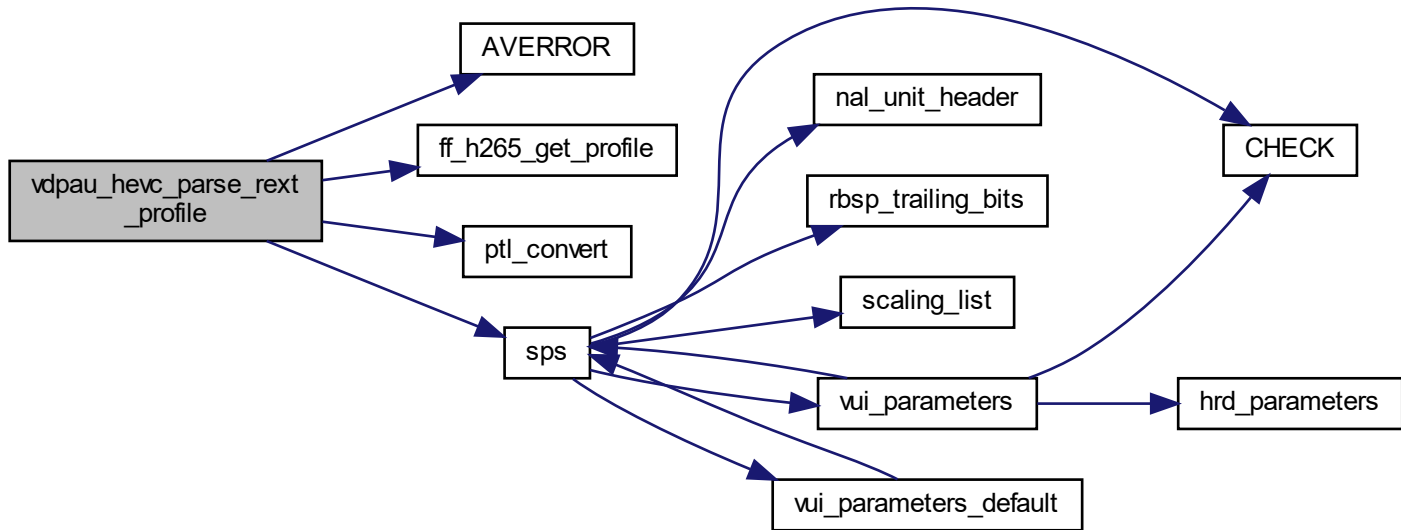 AVERROR
ff_h265_get_profile
vdpau_hevc_parse_rext
_profile
ptl_convert
sps
nal_unit_header
rbsp_trailing_bits
scaling_list
vui_parameters
vui_parameters_default
CHECK
hrd_parameters